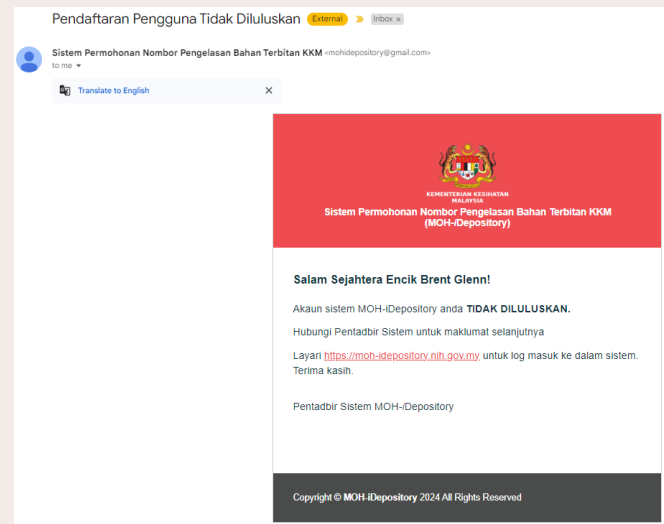 Pendaftaran Pengguna Tidak Diluluskan External Inbox x
Sistem Permohonan Nombor Pengelasan Bahan Terbitan KKM <mohidepository@gmail.com>
to me
Translate to English
KEMENTERIAN KESIHATAN
MALAYSIA
Sistem Permohonan Nombor Pengelasan Bahan Terbitan KKM
(MOH-iDepository)
Salam Sejahtera Encik Brent Glenn!
Akaun sistem MOH-iDepository anda TIDAK DILULUSKAN.
Hubungi Pentadbir Sistem untuk maklumat selanjutnya
Layari https://moh-idepository.nih.gov.my untuk log masuk ke dalam sistem.
Terima kasih.
Pentadbir Sistem MOH-iDepository
Copyright © MOH-iDepository 2024 All Rights Reserved